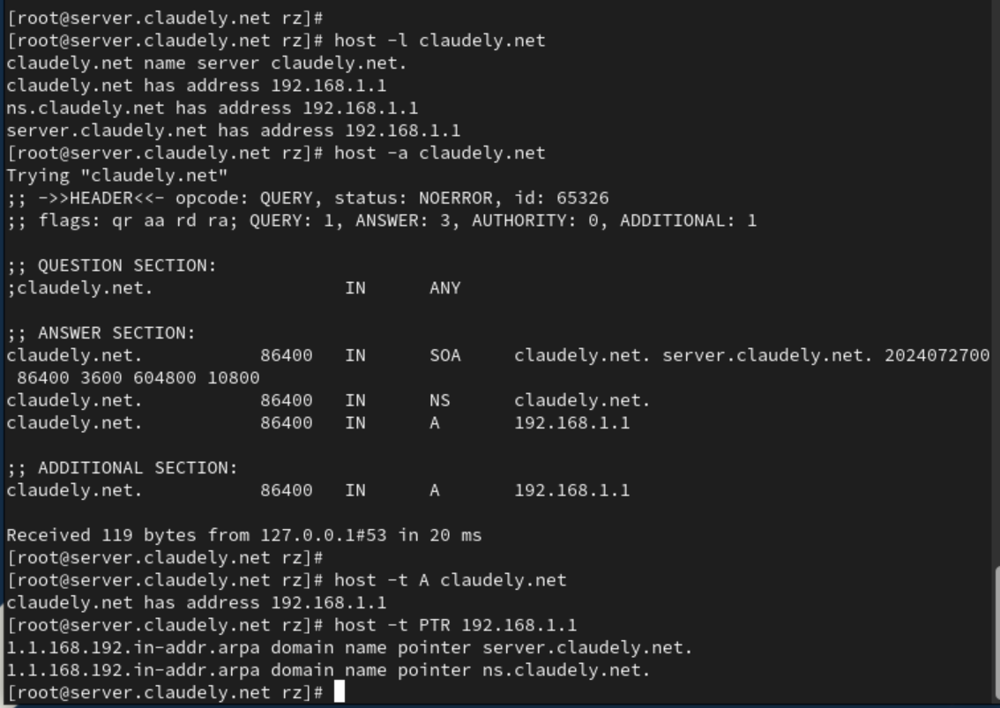 [root@server.claudely.net rz]#
[root@server.claudely.net rz]# host -l claudely.net
claudely.net name server claudely.net.
claudely.net has address 192.168.1.1
ns.claudely.net has address 192.168.1.1
server.claudely.net has address 192.168.1.1
[root@server.claudely.net rz]# host -a claudely.net
Trying "claudely.net"
;; ->>HEADER<<- opcode: QUERY, status: NOERROR, id: 65326
;; flags: qr aa rd ra; QUERY: 1, ANSWER: 3, AUTHORITY: 0, ADDITIONAL: 1
;; QUESTION SECTION:
;claudely.net. IN ANY
;; ANSWER SECTION:
claudely.net. 86400 IN SOA claudely.net. server.claudely.net. 2024072700
86400 3600 604800 10800
claudely.net. 86400 IN NS claudely.net.
claudely.net. 86400 IN A 192.168.1.1
;; ADDITIONAL SECTION:
claudely.net. 86400 IN A 192.168.1.1
Received 119 bytes from 127.0.0.1#53 in 20 ms
[root@server.claudely.net rz]#
[root@server.claudely.net rz]# host -t A claudely.net
claudely.net has address 192.168.1.1
[root@server.claudely.net rz]# host -t PTR 192.168.1.1
1.1.168.192.in-addr.arpa domain name pointer server.claudely.net.
1.1.168.192.in-addr.arpa domain name pointer ns.claudely.net.
[root@server.claudely.net rz]#